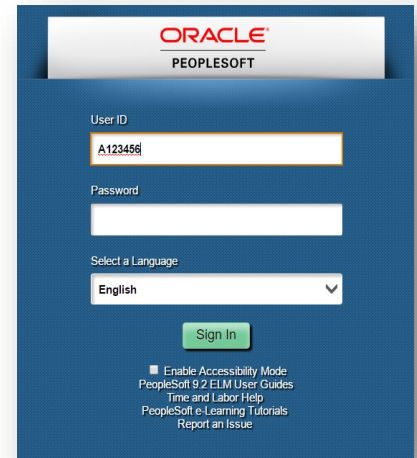 ORACLE®
PEOPLESOFT
User ID
A123456
Password
Select a Language
English
Sign In
Enable Accessibility Mode
PeopleSoft 9.2 ELM User Guides
Time and Labor Help
PeopleSoft e-Learning Tutorials
Report an Issue